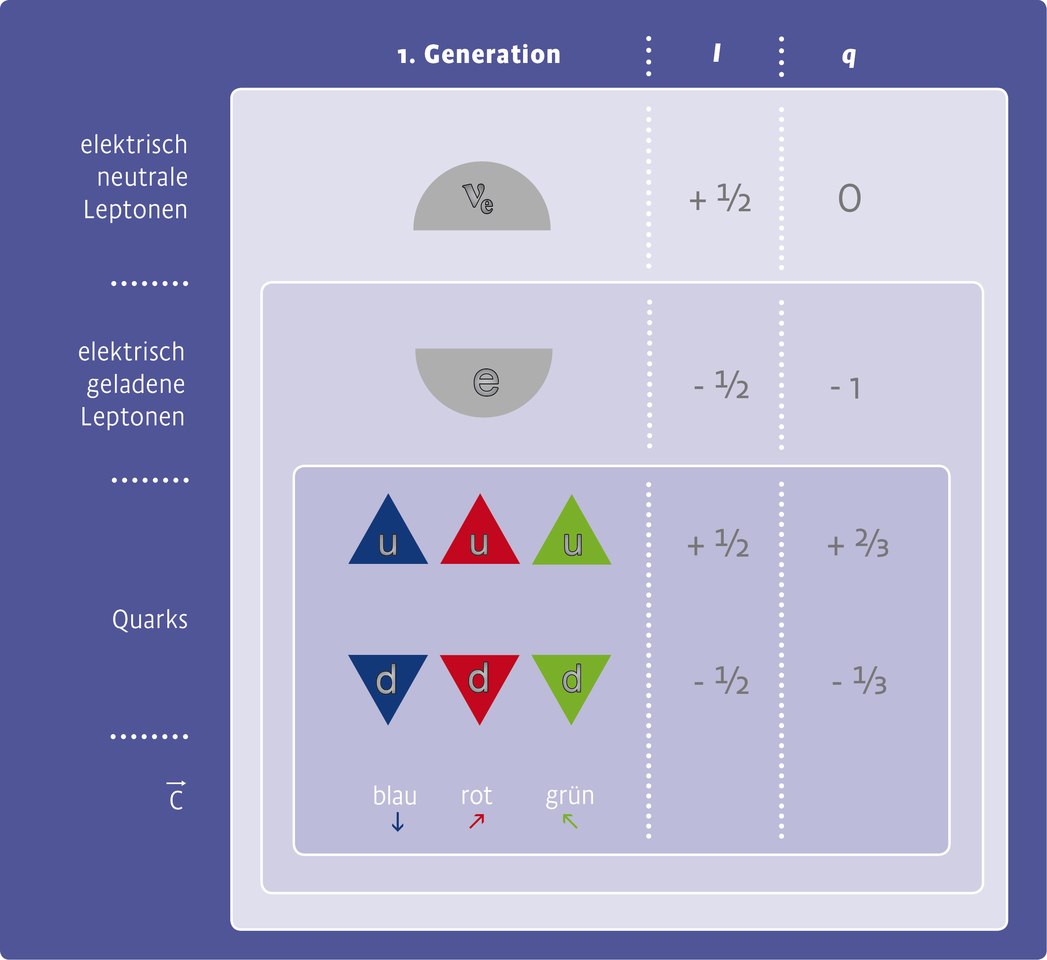 1. Generation I q
elektrisch
neutrale
Leptonen
νe + ½ 0
elektrisch
geladene
Leptonen
e - ½ - 1
u u u + ½ + ⅔
Quarks
d d d - ½ - ⅓
C⃗
blau rot grün
↓ ↗ ↖